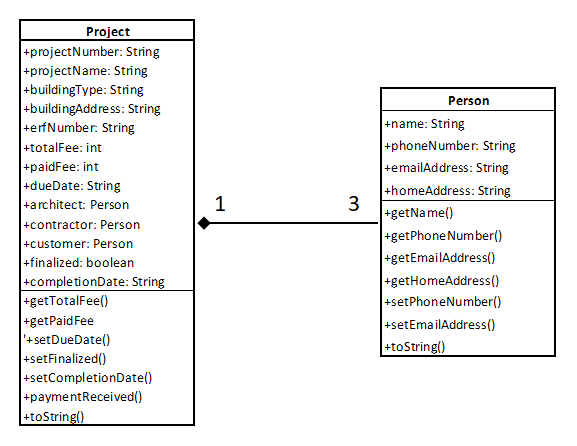 Project
+projectNumber: String
+projectName: String
+buildingType: String
+buildingAddress: String
+erfNumber: String
+totalFee: int
+paidFee: int
+dueDate: String
+architect: Person
+contractor: Person
+customer: Person
+finalized: boolean
+completionDate: String
+getTotalFee()
+getPaidFee
'+setDueDate()
+setFinalized()
+setCompletionDate()
+paymentReceived()
+toString()
1
3
Person
+name: String
+phoneNumber: String
+emailAddress: String
+homeAddress: String
+getName()
+getPhoneNumber()
+getEmailAddress()
+getHomeAddress()
+setPhoneNumber()
+setEmailAddress()
+toString()